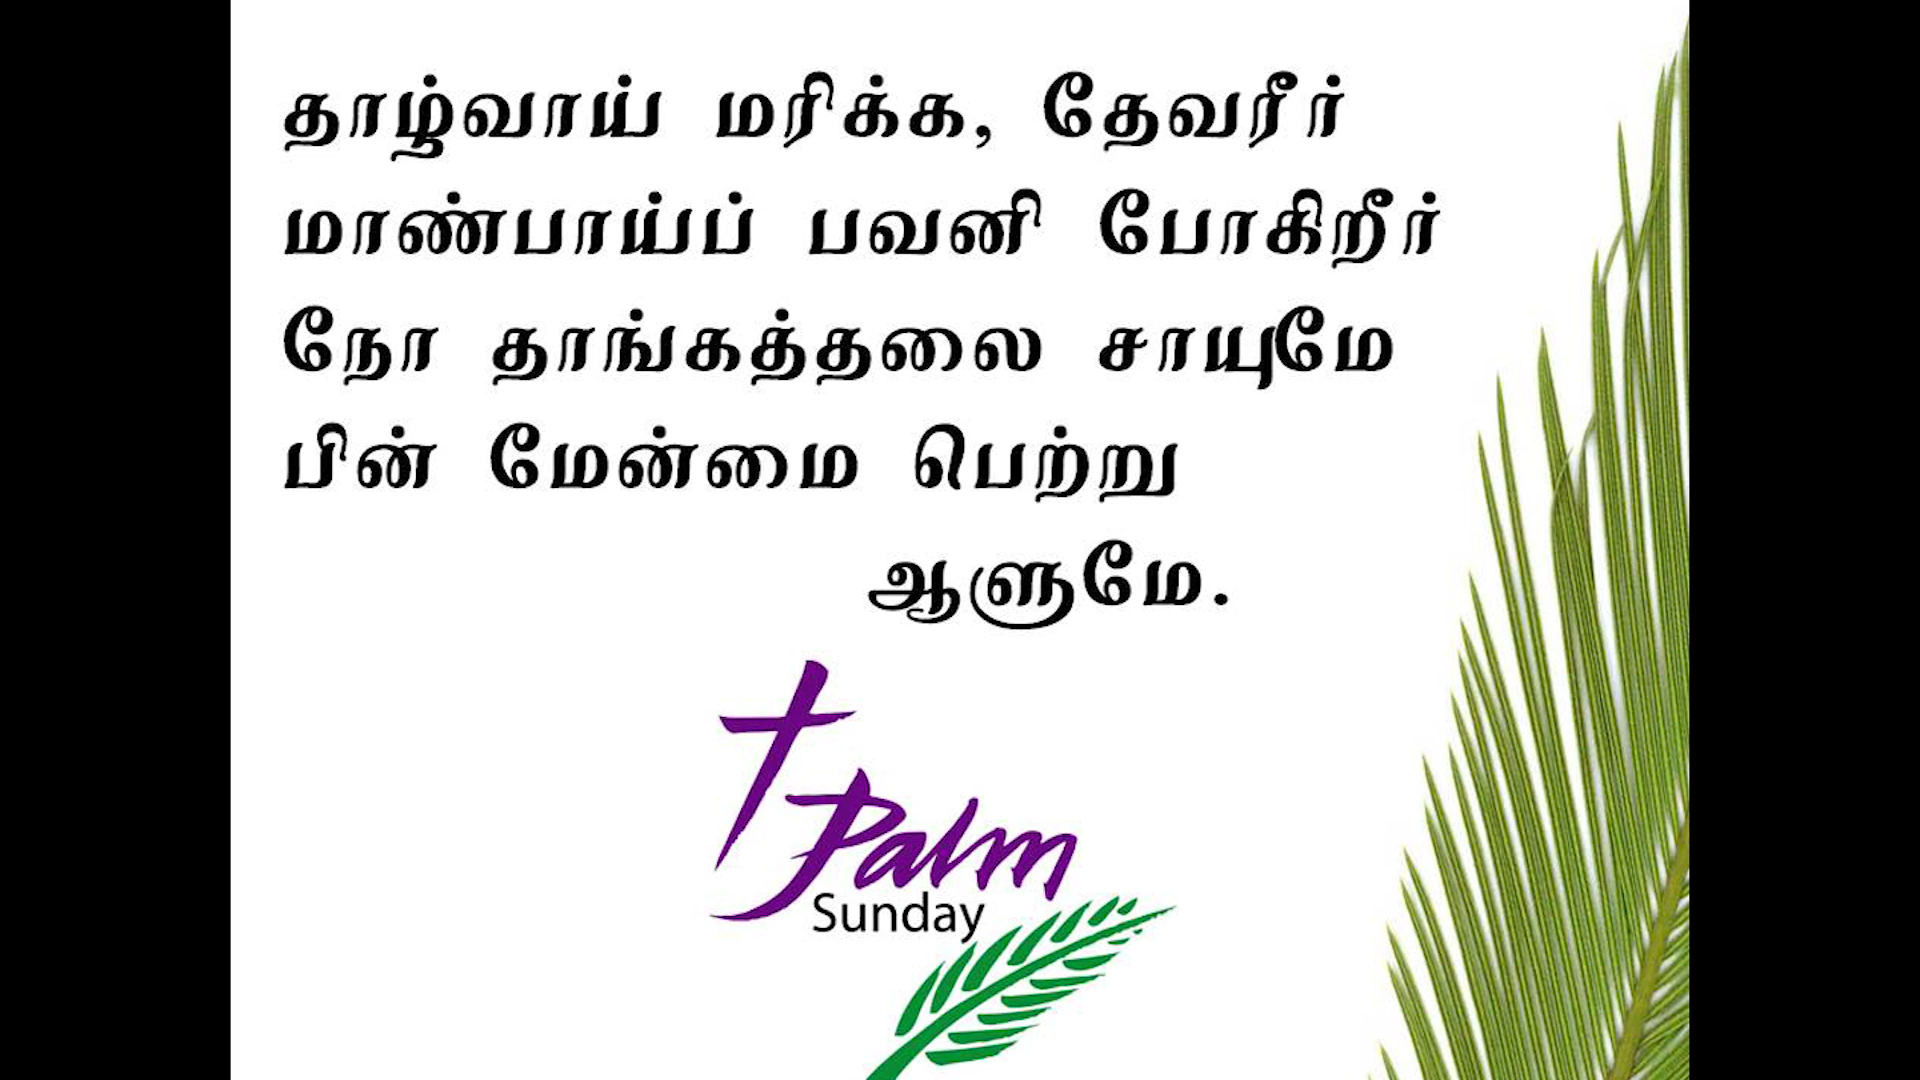 தாழ்வாய் மரிக்க, தேவரீர்
மாண்பாய்ப் பவனி போகிறீர்
நோ தாங்கத்தலை சாயுமே
பின் மேன்மை பெற்று
ஆளுமே.
Palm
Sunday